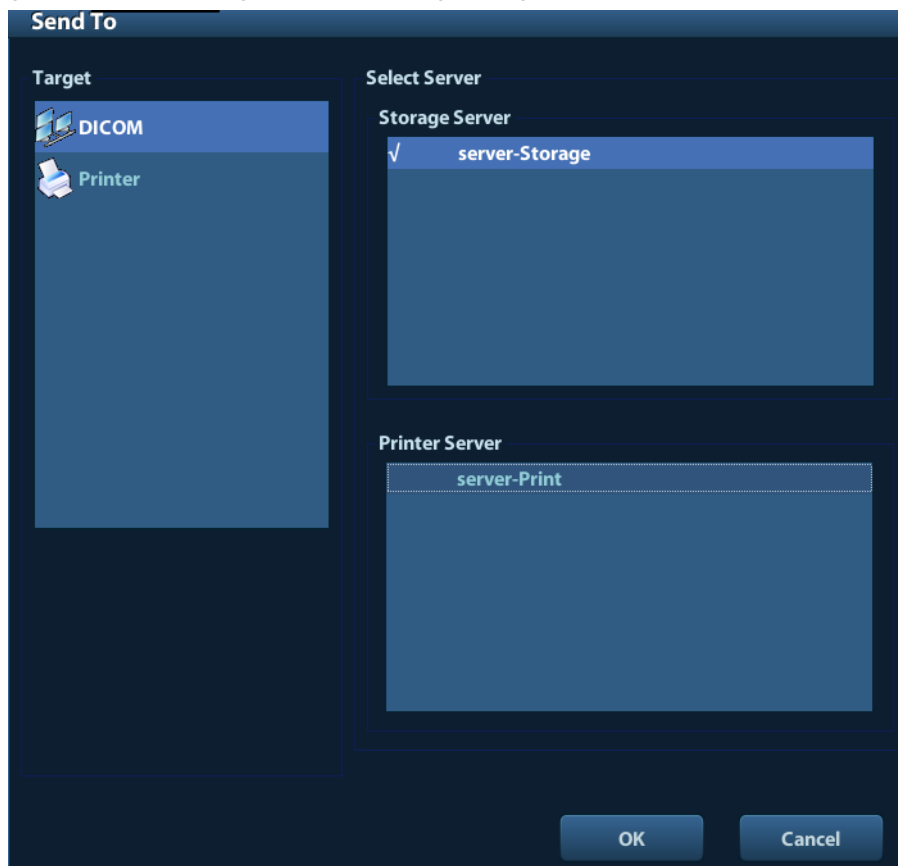 Send To
Target
DICOM
Printer
Select Server
Storage Server
√ server-Storage
Printer Server
server-Print
OK
Cancel